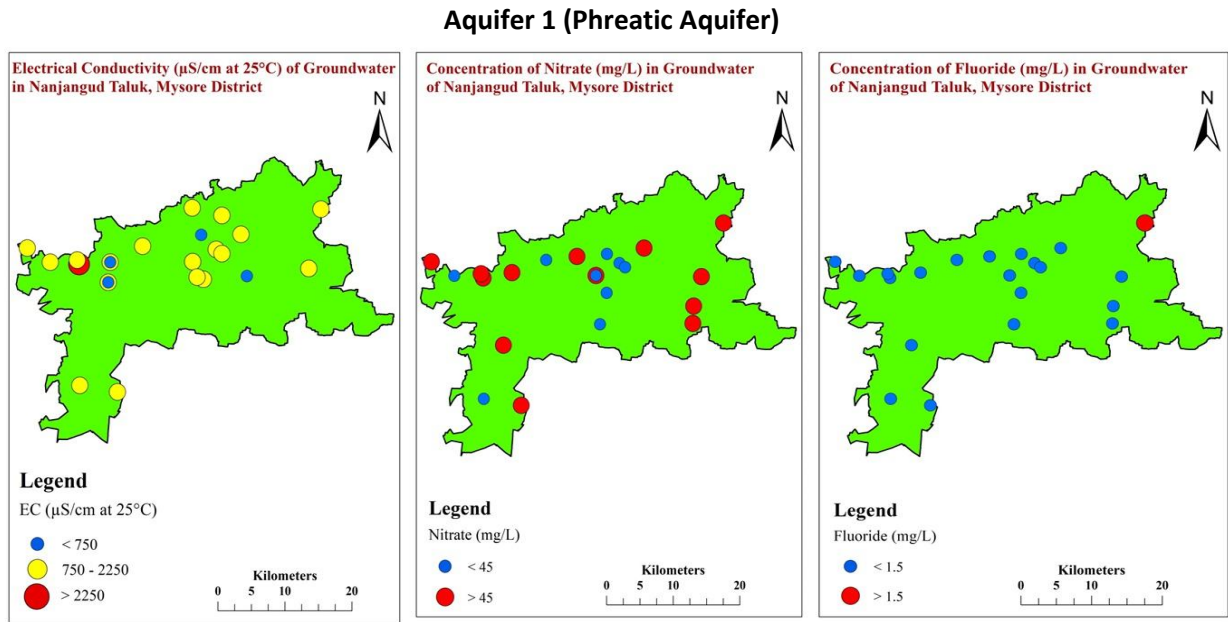 Aquifer 1 (Phreatic Aquifer)
Electrical Conductivity (µS/cm at 25°C) of Groundwater
in Nanjangud Taluk, Mysore District
N
Legend
EC (µS/cm at 25°C)
< 750
750 - 2250
> 2250
Kilometers
0 5 10 20
Concentration of Nitrate (mg/L) in Groundwater
of Nanjangud Taluk, Mysore District
N
Legend
Nitrate (mg/L)
< 45
> 45
Kilometers
0 5 10 20
Concentration of Fluoride (mg/L) in Groundwater
of Nanjangud Taluk, Mysore District
N
Legend
Fluoride (mg/L)
< 1.5
> 1.5
Kilometers
0 5 10 20